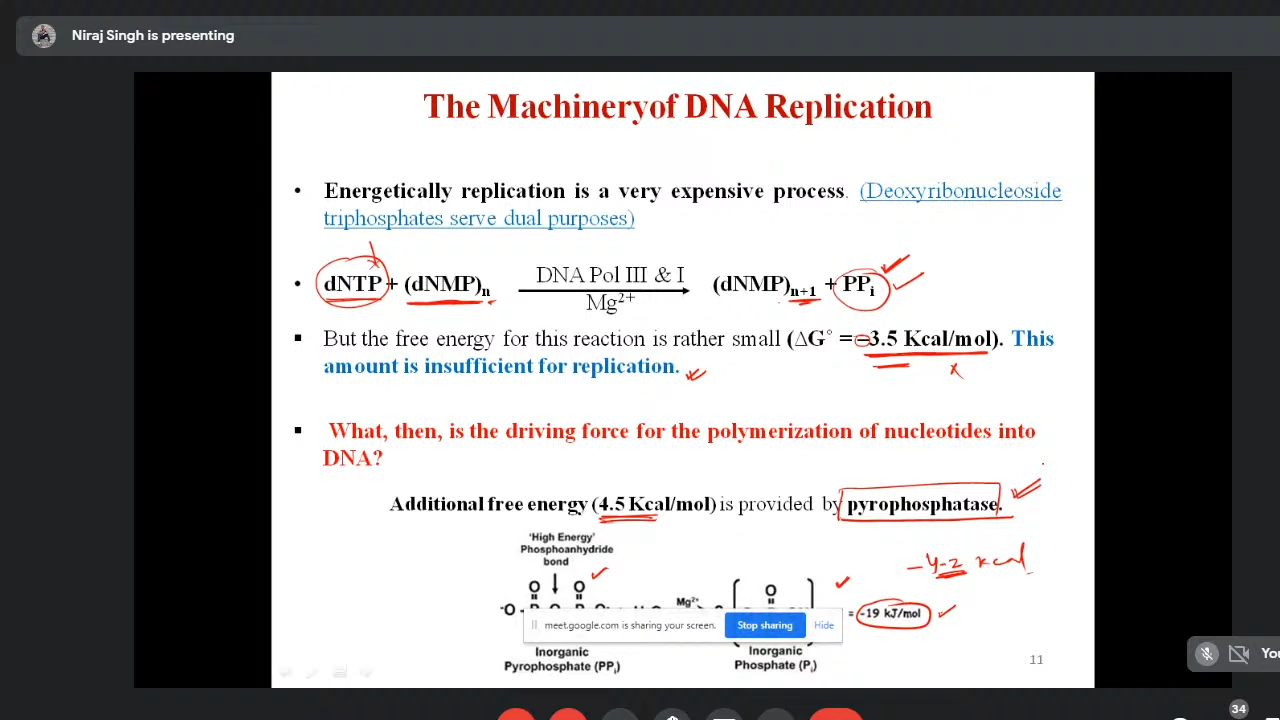 Niraj Singh is presenting
The Machineryof DNA Replication
• Energetically replication is a very expensive process. (Deoxyribonucleoside
triphosphates serve dual purposes)
• dNTP + (dNMP)n DNA Pol III & I (dNMP)n+1 + PPi
Mg2+
▪ But the free energy for this reaction is rather small (ΔG° = −3.5 Kcal/mol). This
amount is insufficient for replication.
▪ What, then, is the driving force for the polymerization of nucleotides into
DNA?
Additional free energy (4.5 Kcal/mol) is provided by pyrophosphatase.
'High Energy'
Phosphoanhydride
bond
-4.2 kcal
O O O
Mg2+
-O
= -19 kJ/mol
meet.google.com is sharing your screen. Stop sharing Hide
Inorganic Inorganic
Pyrophosphate (PPi) Phosphate (Pi)
11
You
34